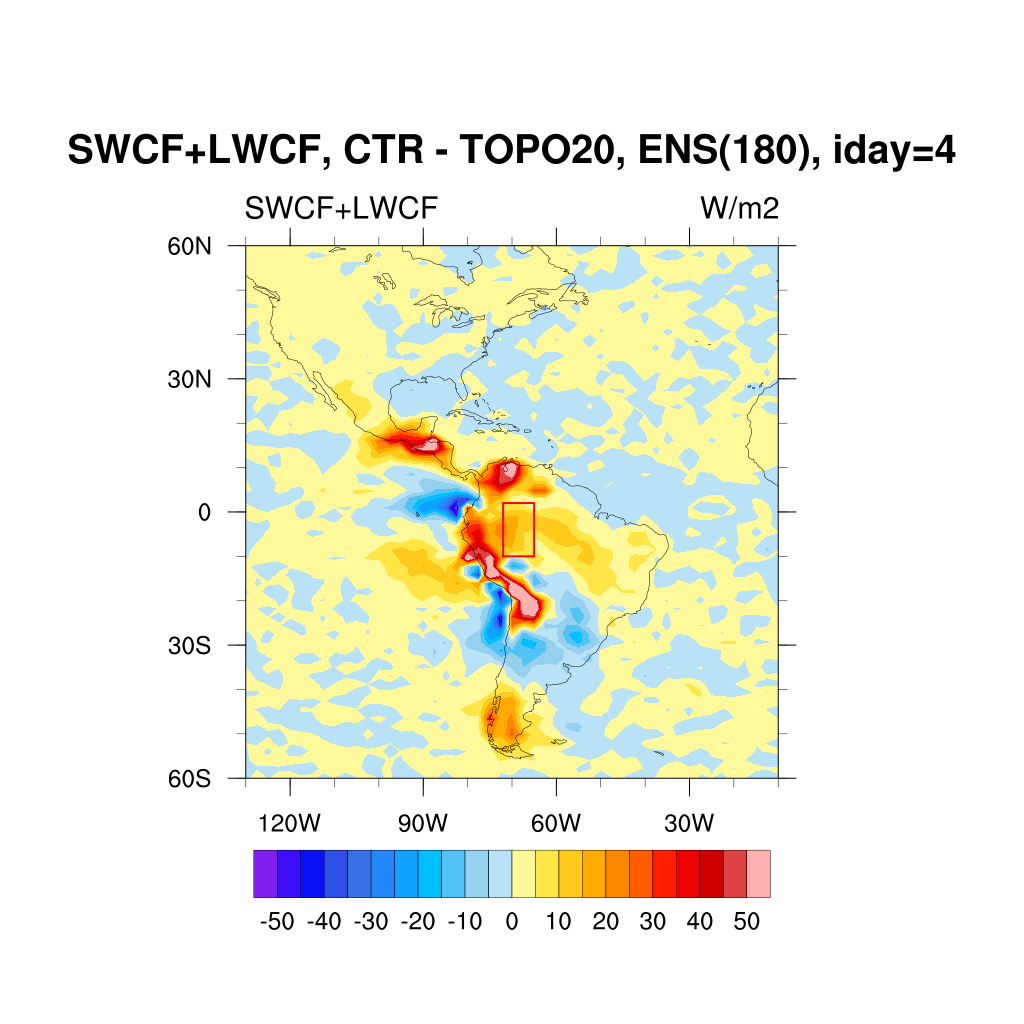 SWCF+LWCF, CTR - TOPO20, ENS(180), iday=4
SWCF+LWCF W/m2
60N
30N
0
30S
60S
120W 90W 60W 30W
-50 -40 -30 -20 -10 0 10 20 30 40 50